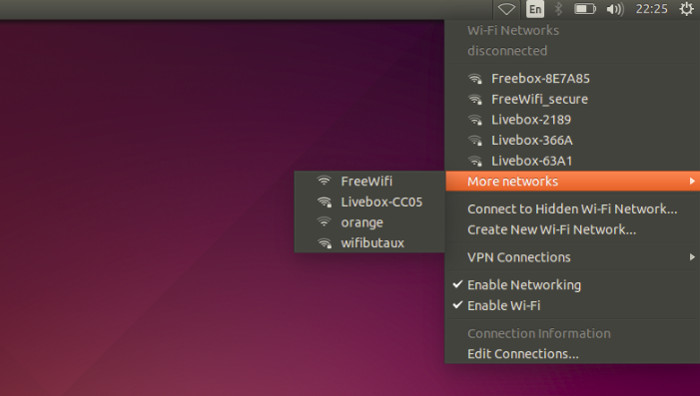 En
22:25
Wi-Fi Networks
disconnected
Freebox-8E7A85
FreeWifi_secure
Livebox-2189
Livebox-366A
Livebox-63A1
More networks
FreeWifi
Livebox-CC05
orange
wifibutaux
Connect to Hidden Wi-Fi Network...
Create New Wi-Fi Network...
VPN Connections
Enable Networking
Enable Wi-Fi
Connection Information
Edit Connections...